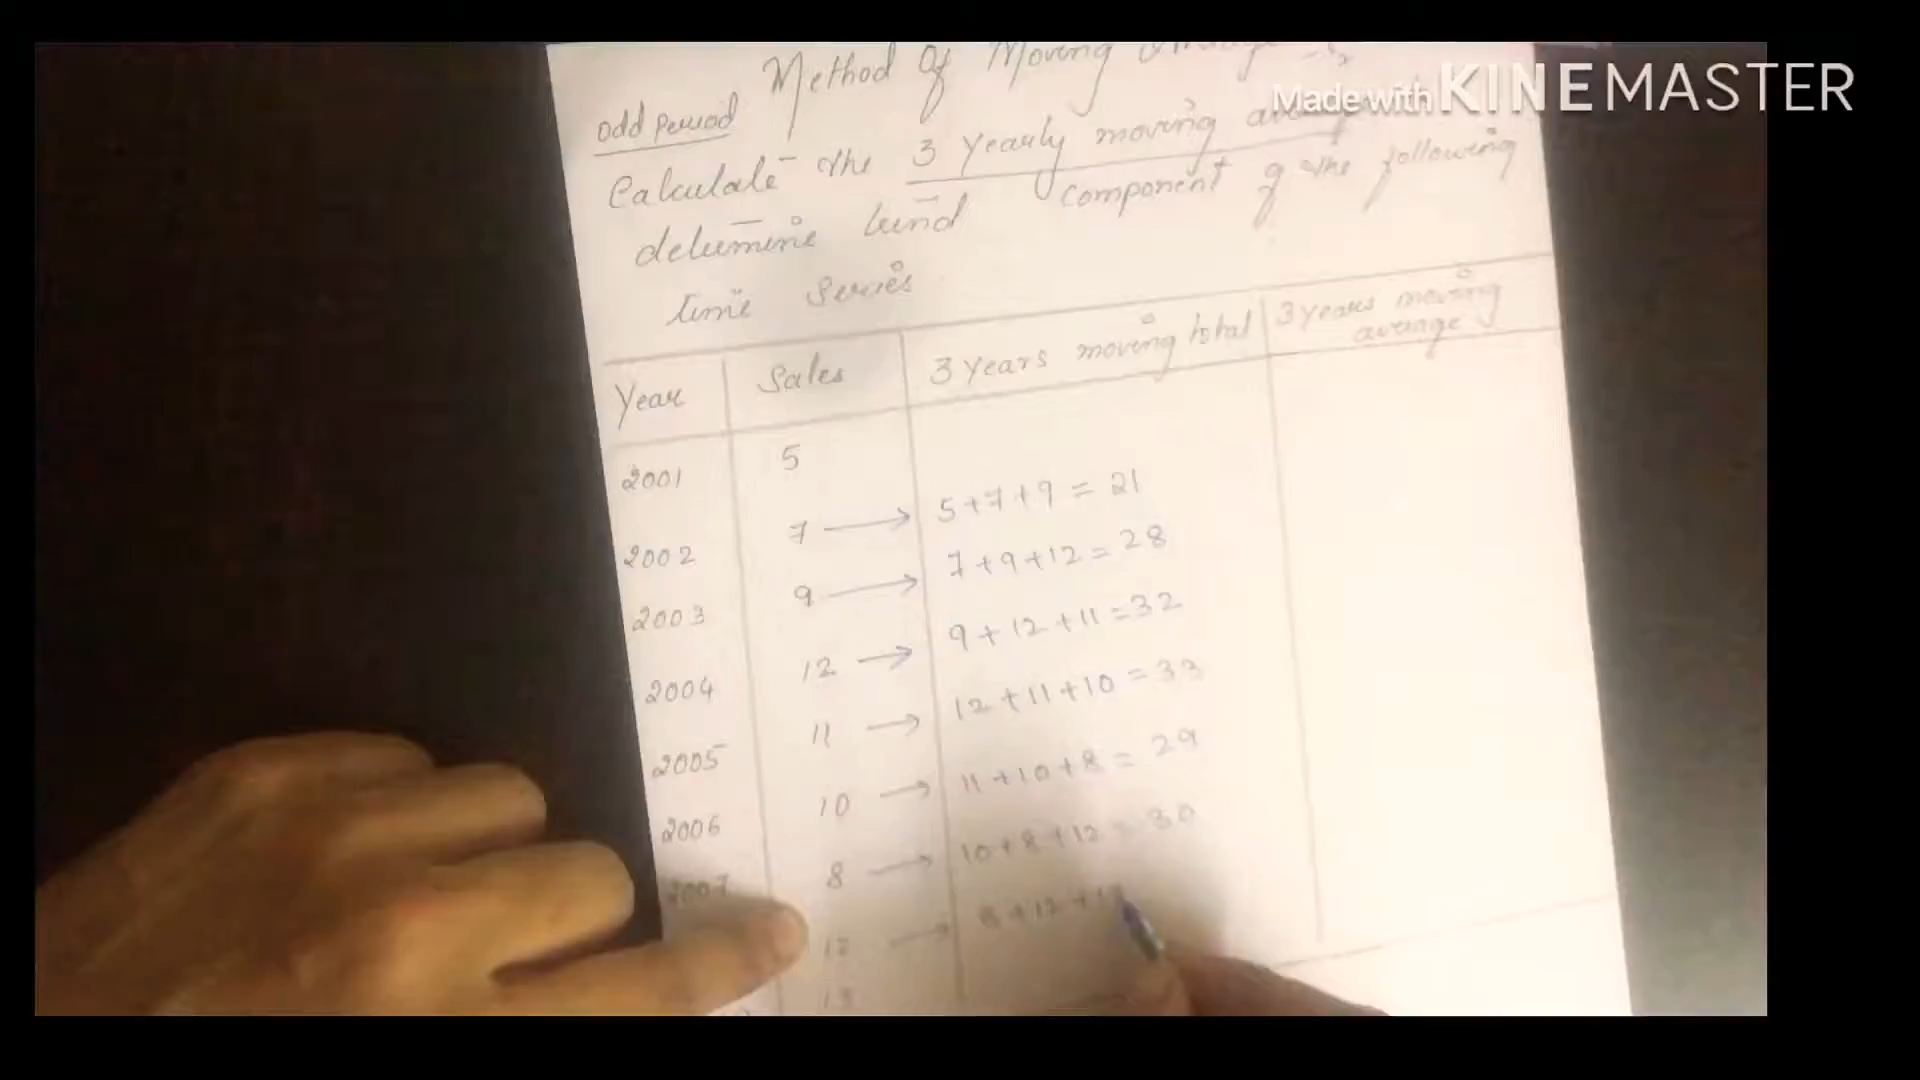 Method Of Moving
Made with KINEMASTER
odd Period
Calculate the 3 Yearly moving
determine trend component of the following
time series
Year Sales 3 Years moving total 3 years moving average
2001 5
2002 7 → 5+7+9 = 21
2003 9 → 7+9+12 = 28
2004 12 → 9+12+11 = 32
2005 11 → 12+11+10 = 33
2006 10 → 11+10+8 = 29
2007 8 → 10+8+12 = 30
12 → 8+12+
13